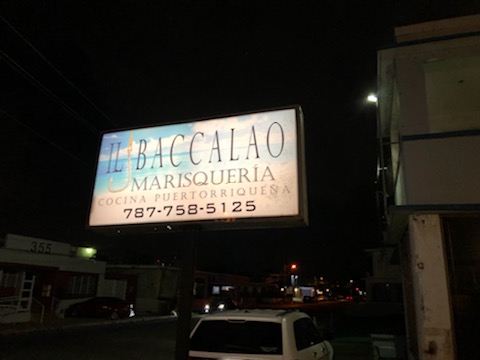 IL BACCALAO
MARISQUERÍA
COCINA PUERTORRIQUEÑA
787-758-5125
355